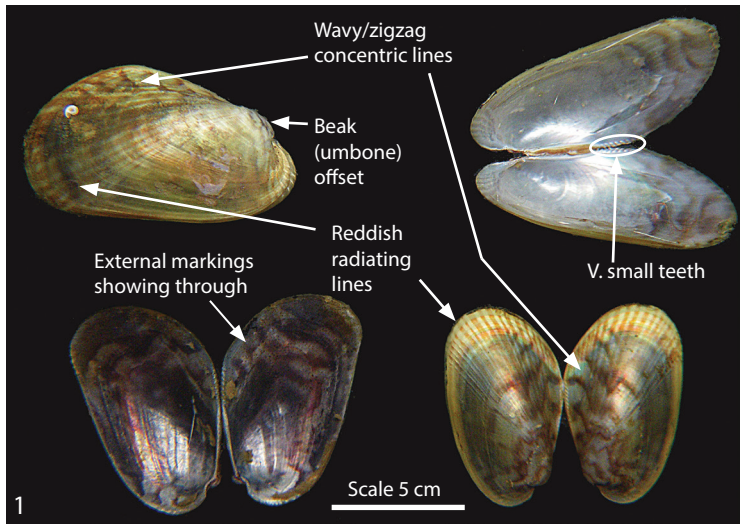 Wavy/zigzag
concentric lines
Beak
(umbone)
offset
Reddish
radiating
lines
External markings
showing through
V. small teeth
Scale 5 cm
1